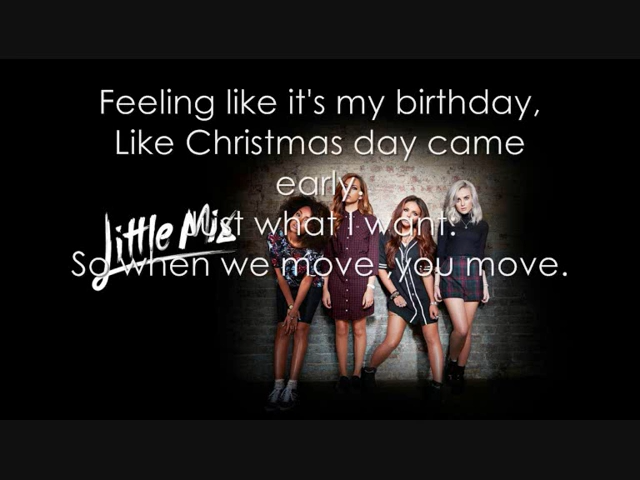 Feeling like it's my birthday,
Like Christmas day came
early.
Just what I want.
So when we move- you move.
Little Mix